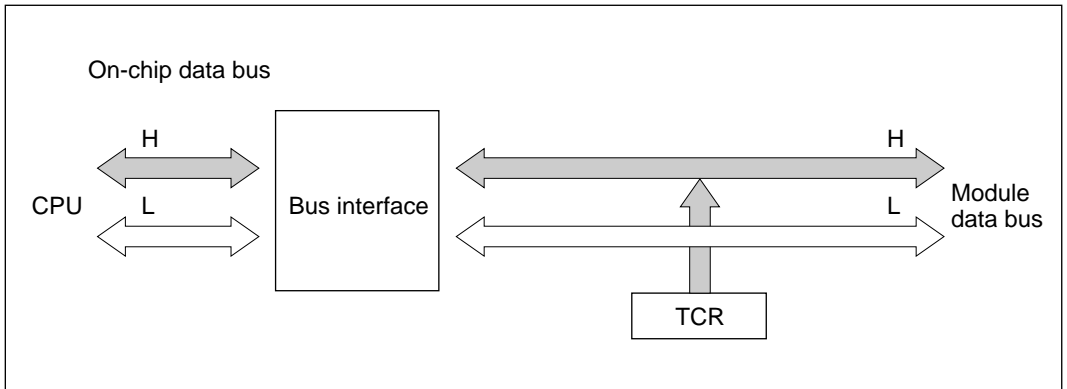 On-chip data bus
H
H
CPU
L
Bus interface
L
Module
data bus
TCR